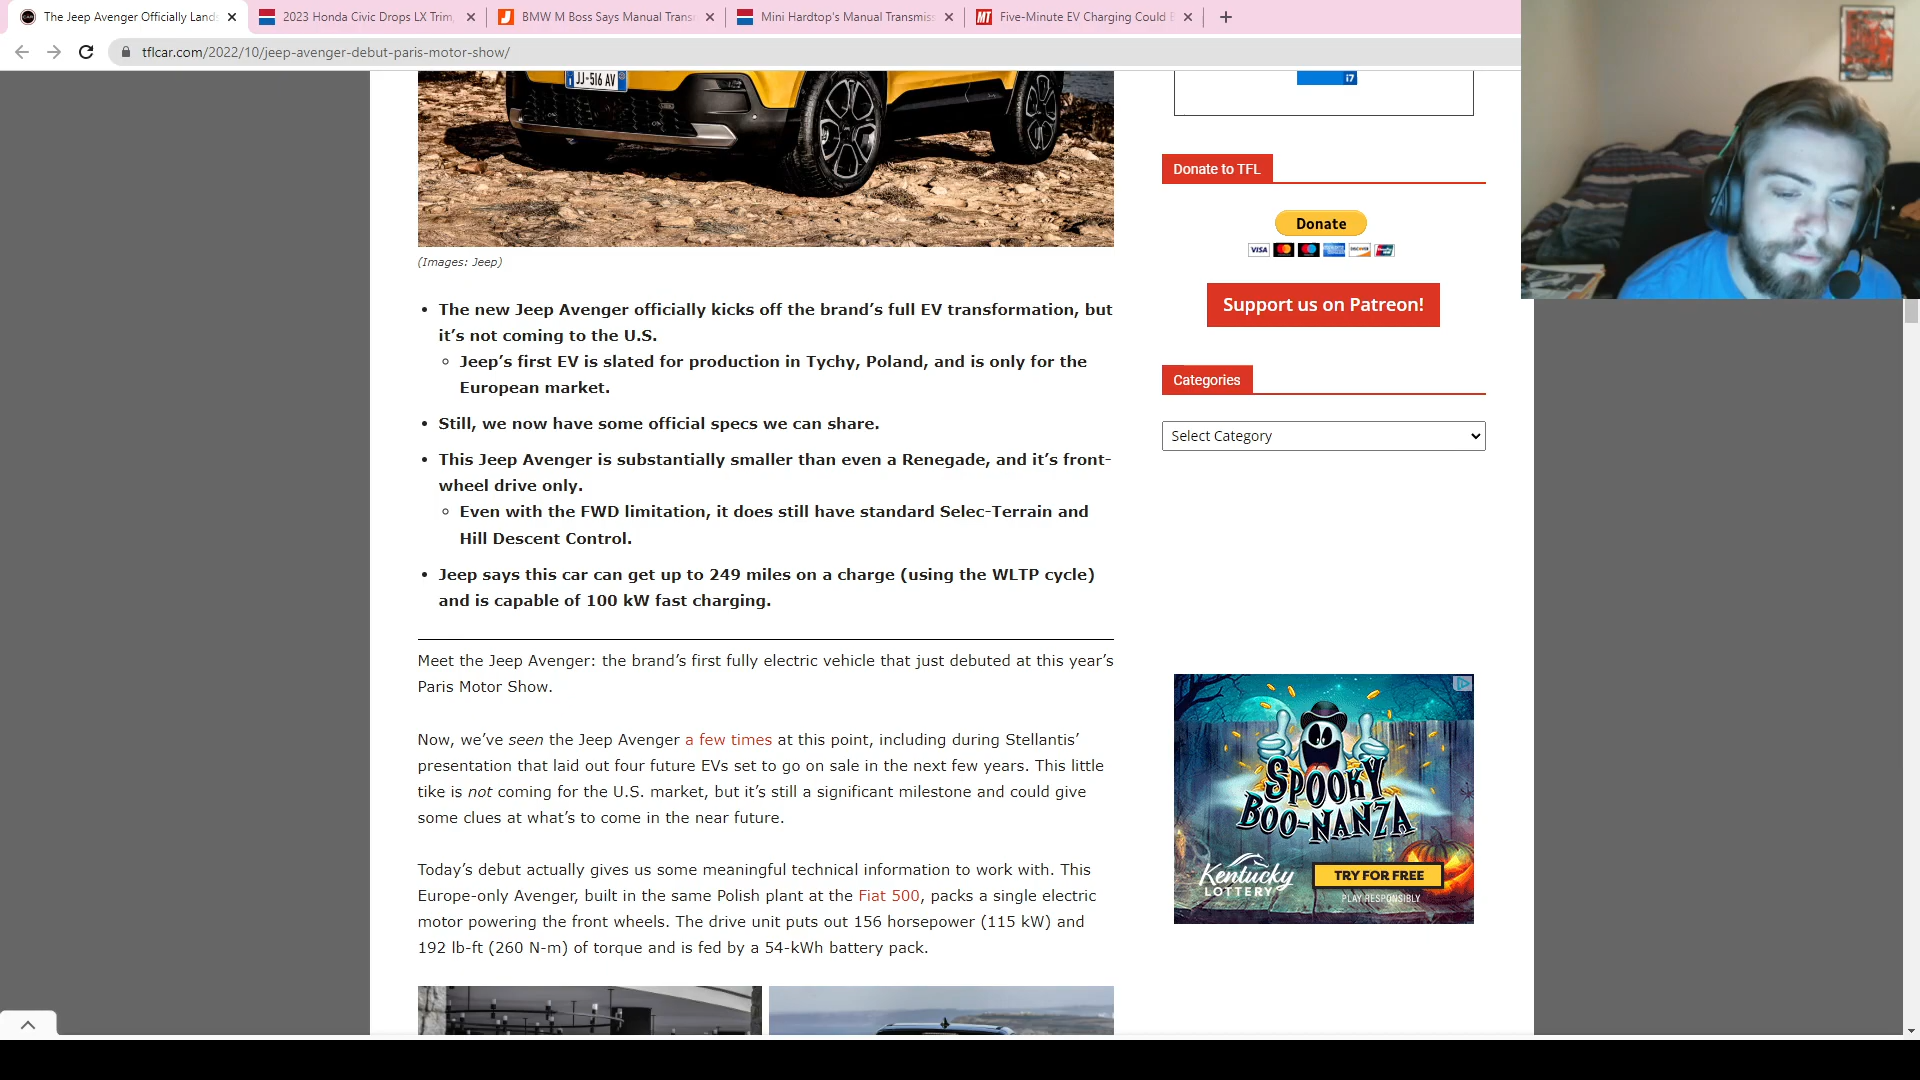 The Jeep Avenger Officially Lands
2023 Honda Civic Drops LX Trim,
BMW M Boss Says Manual Trans
Mini Hardtop's Manual Transmis
MT
Five-Minute EV Charging Could B
tflcar.com/2022/10/jeep-avenger-debut-paris-motor-show/
JJ-516 AV
(Images: Jeep)
• The new Jeep Avenger officially kicks off the brand’s full EV transformation, but
it’s not coming to the U.S.
◦ Jeep’s first EV is slated for production in Tychy, Poland, and is only for the
European market.
• Still, we now have some official specs we can share.
• This Jeep Avenger is substantially smaller than even a Renegade, and it’s front-
wheel drive only.
◦ Even with the FWD limitation, it does still have standard Selec-Terrain and
Hill Descent Control.
• Jeep says this car can get up to 249 miles on a charge (using the WLTP cycle)
and is capable of 100 kW fast charging.
Meet the Jeep Avenger: the brand’s first fully electric vehicle that just debuted at this year’s
Paris Motor Show.
Now, we’ve seen the Jeep Avenger a few times at this point, including during Stellantis’
presentation that laid out four future EVs set to go on sale in the next few years. This little
tike is not coming for the U.S. market, but it’s still a significant milestone and could give
some clues at what’s to come in the near future.
Today’s debut actually gives us some meaningful technical information to work with. This
Europe-only Avenger, built in the same Polish plant at the Fiat 500, packs a single electric
motor powering the front wheels. The drive unit puts out 156 horsepower (115 kW) and
192 lb-ft (260 N-m) of torque and is fed by a 54-kWh battery pack.
i7
Donate to TFL
Donate
VISA
Support us on Patreon!
Categories
Select Category
SPOOKY
BOO-NANZA
Kentucky
LOTTERY
TRY FOR FREE
PLAY RESPONSIBLY